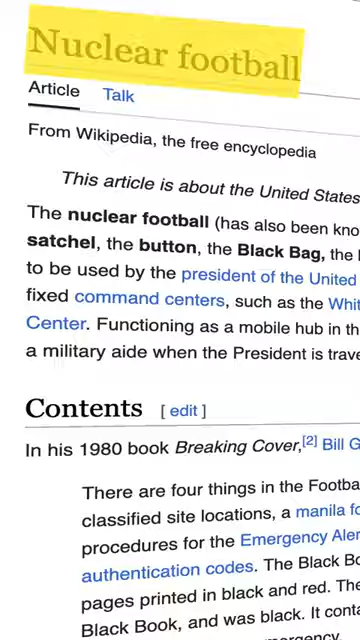 Nuclear football
Article Talk
From Wikipedia, the free encyclopedia
This article is about the United States
The nuclear football (has also been kno
satchel, the button, the Black Bag, the
to be used by the president of the United
fixed command centers, such as the Whit
Center. Functioning as a mobile hub in th
a military aide when the President is trave
Contents [ edit ]
In his 1980 book Breaking Cover,[2] Bill G
There are four things in the Footba
classified site locations, a manila fo
procedures for the Emergency Aler
authentication codes. The Black Bo
pages printed in black and red. The
Black Book, and was black. It conta
mergency.